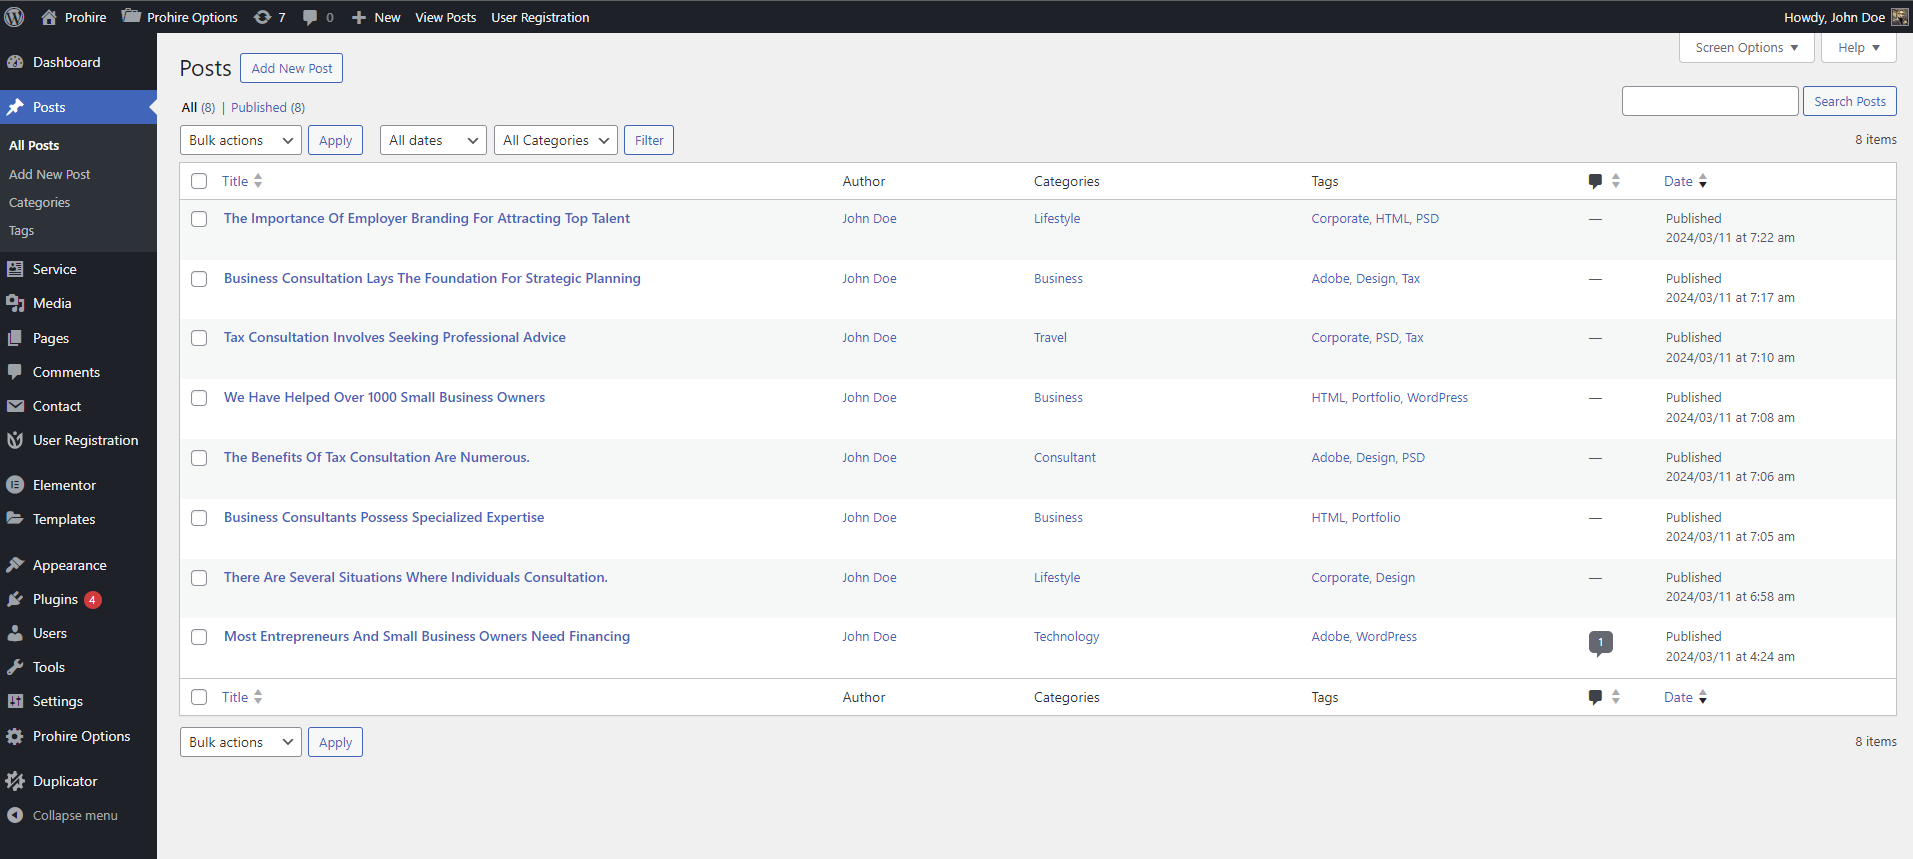 Prohire Prohire Options 7 0 New View Posts User Registration Howdy, John Doe
Dashboard
Posts
All Posts
Add New Post
Categories
Tags
Service
Media
Pages
Comments
Contact
User Registration
Elementor
Templates
Appearance
Plugins 4
Users
Tools
Settings
Prohire Options
Duplicator
Collapse menu
Screen Options Help
Posts Add New Post
All (8) | Published (8)
Search Posts
Bulk actions Apply All dates All Categories Filter 8 items
Title Author Categories Tags Date
The Importance Of Employer Branding For Attracting Top Talent John Doe Lifestyle Corporate, HTML, PSD — Published
2024/03/11 at 7:22 am
Business Consultation Lays The Foundation For Strategic Planning John Doe Business Adobe, Design, Tax — Published
2024/03/11 at 7:17 am
Tax Consultation Involves Seeking Professional Advice John Doe Travel Corporate, PSD, Tax — Published
2024/03/11 at 7:10 am
We Have Helped Over 1000 Small Business Owners John Doe Business HTML, Portfolio, WordPress — Published
2024/03/11 at 7:08 am
The Benefits Of Tax Consultation Are Numerous. John Doe Consultant Adobe, Design, PSD — Published
2024/03/11 at 7:06 am
Business Consultants Possess Specialized Expertise John Doe Business HTML, Portfolio — Published
2024/03/11 at 7:05 am
There Are Several Situations Where Individuals Consultation. John Doe Lifestyle Corporate, Design — Published
2024/03/11 at 6:58 am
Most Entrepreneurs And Small Business Owners Need Financing John Doe Technology Adobe, WordPress 1 Published
2024/03/11 at 4:24 am
Title Author Categories Tags Date
Bulk actions Apply 8 items